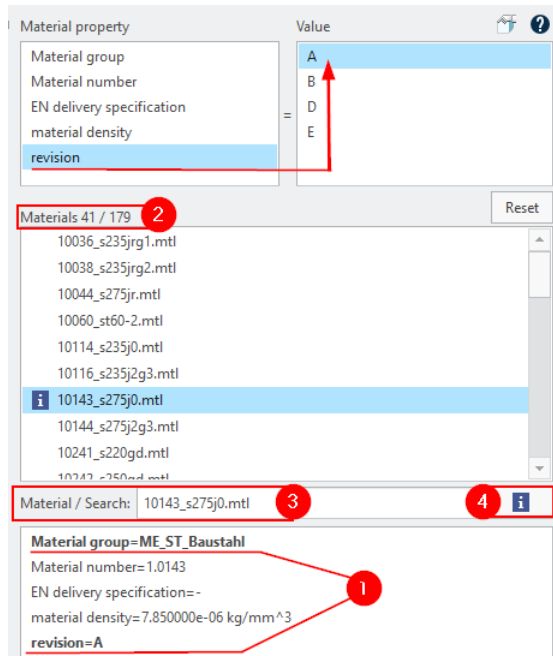 Material property
Value
?
Material group
Material number
EN delivery specification
material density
revision
=
A
B
D
E
Reset
Materials 41 / 179
2
10036_s235jrg1.mtl
10038_s235jrg2.mtl
10044_s275jr.mtl
10060_st60-2.mtl
10114_s235j0.mtl
10116_s235j2g3.mtl
i 10143_s275j0.mtl
10144_s275j2g3.mtl
10241_s220gd.mtl
10242_s250gd.mtl
Material / Search: 10143_s275j0.mtl 3 4 i
Material group=ME_ST_Baustahl
Material number=1.0143
EN delivery specification=-
1
material density=7.850000e-06 kg/mm^3
revision=A